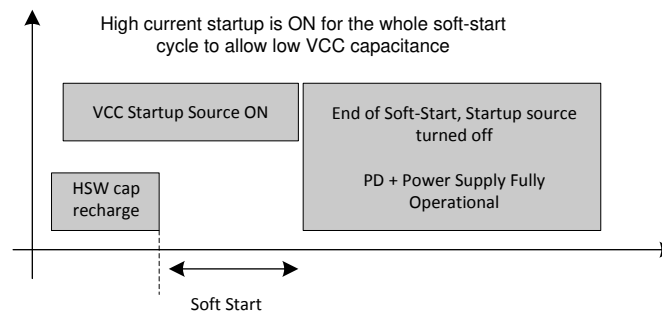 High current startup is ON for the whole soft-start
cycle to allow low VCC capacitance
VCC Startup Source ON
End of Soft-Start, Startup source
turned off
PD + Power Supply Fully
Operational
HSW cap
recharge
Soft Start